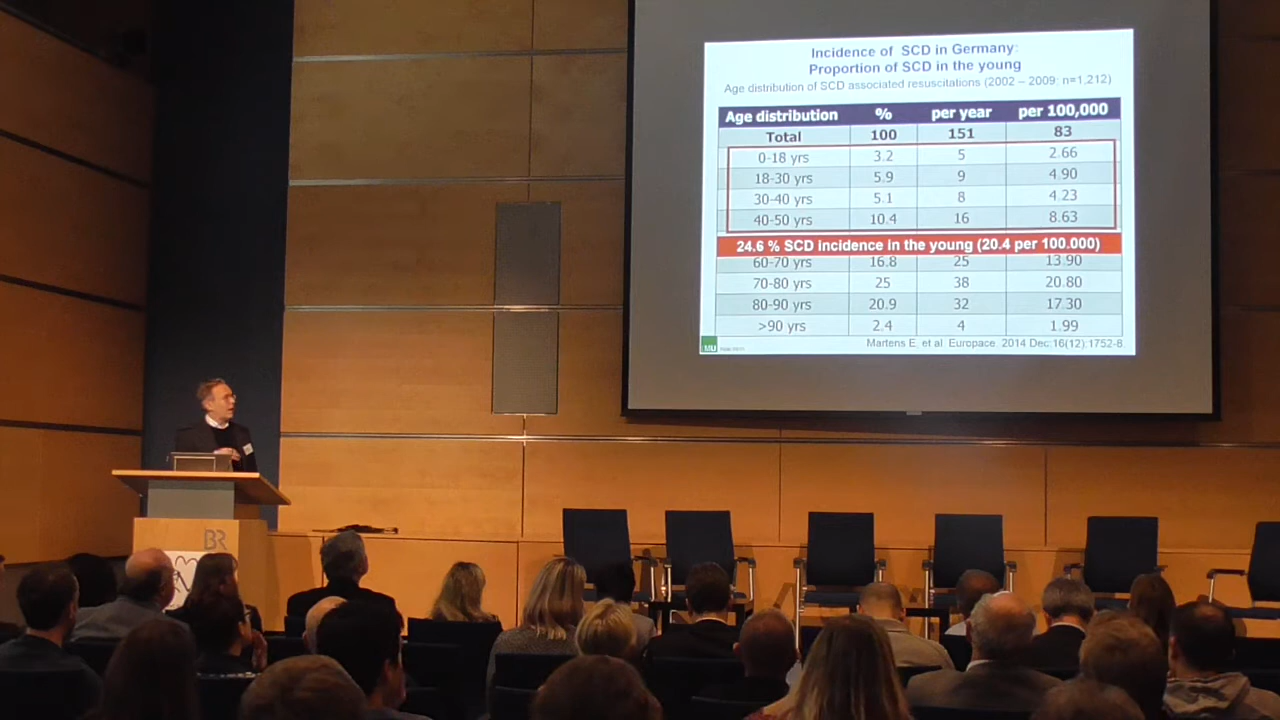 Incidence of SCD in Germany:
Proportion of SCD in the young
Age distribution of SCD associated resuscitations (2002 – 2009: n=1,212)
Age distribution % per year per 100,000
Total 100 151 83
0-18 yrs 3.2 5 2.66
18-30 yrs 5.9 9 4.90
30-40 yrs 5.1 8 4.23
40-50 yrs 10.4 16 8.63
24.6 % SCD incidence in the young (20.4 per 100.000)
60-70 yrs 16.8 25 13.90
70-80 yrs 25 38 20.80
80-90 yrs 20.9 32 17.30
>90 yrs 2.4 4 1.99
LMU
Martens E. et al. Europace. 2014 Dec;16(12):1752-8.
BR